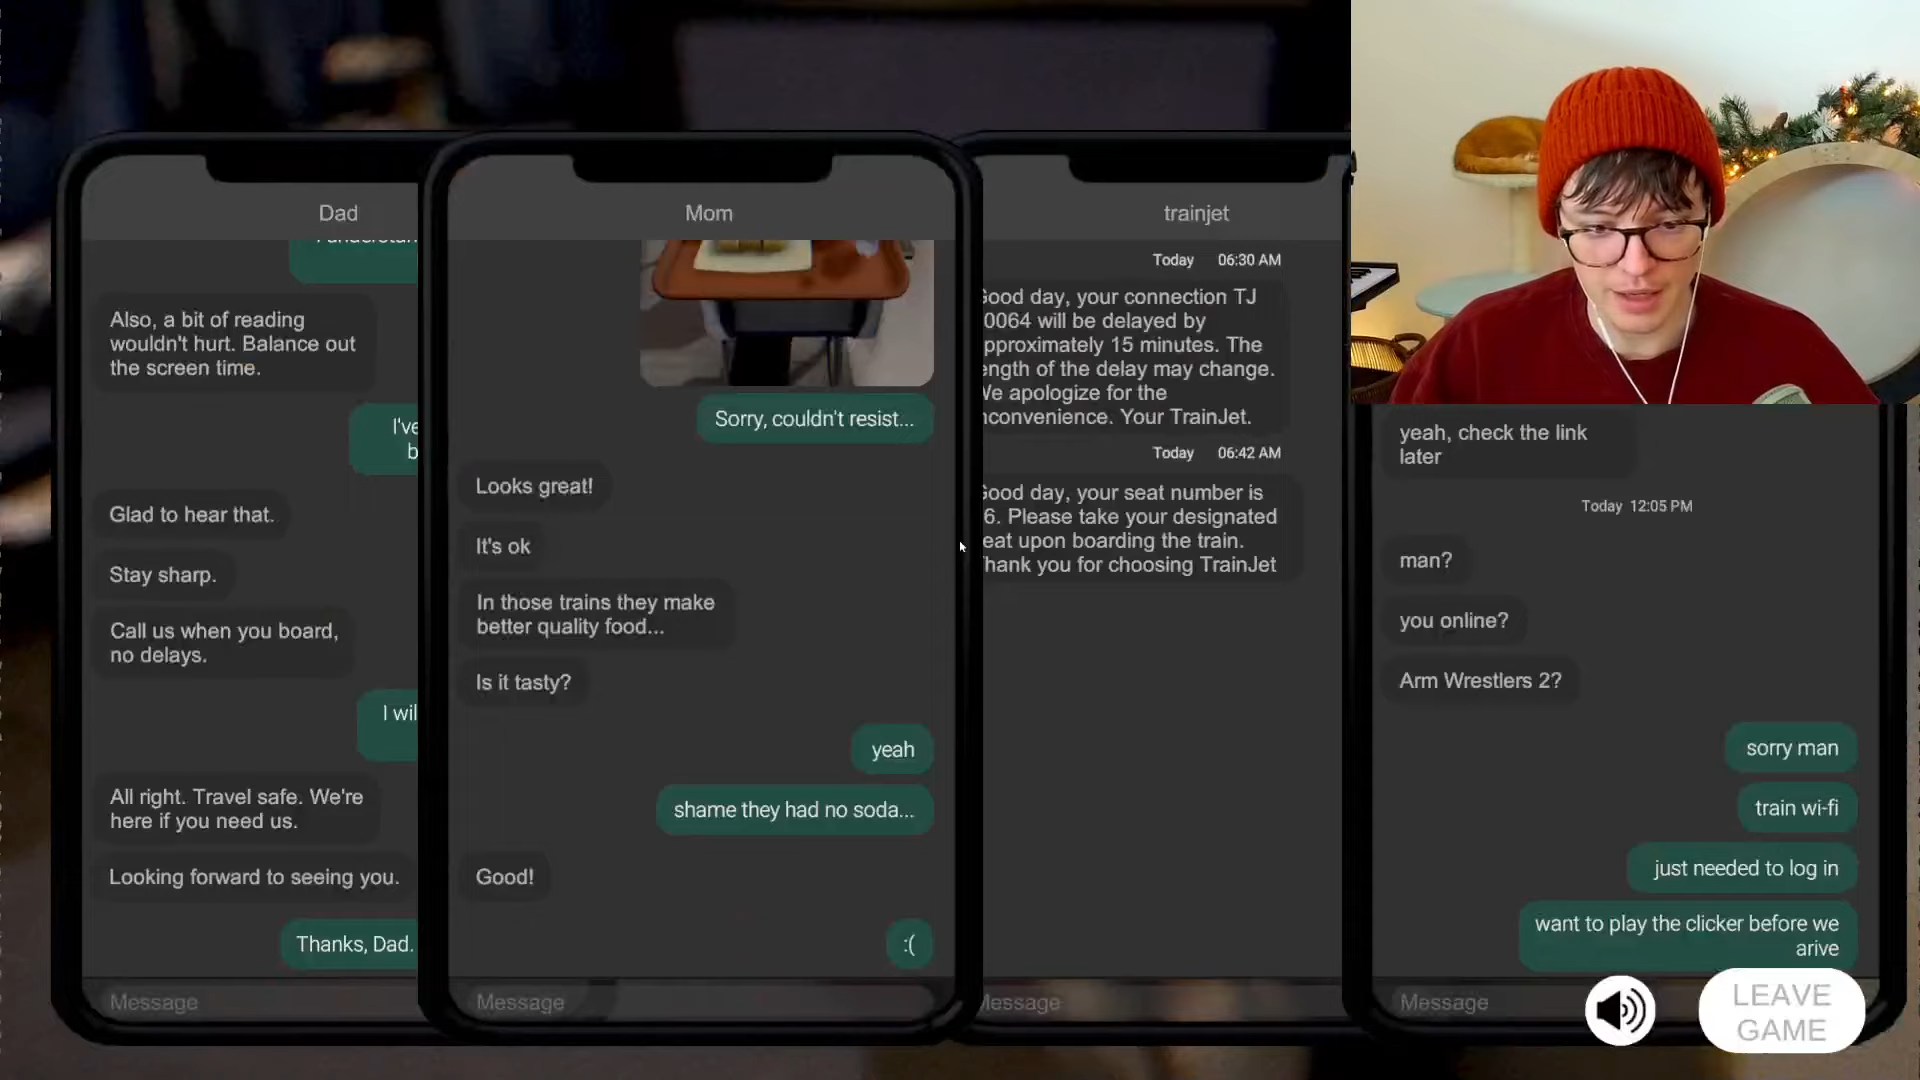 Dad
Also, a bit of reading
wouldn't hurt. Balance out
the screen time.
I've
Glad to hear that.
Stay sharp.
Call us when you board,
no delays.
All right. Travel safe. We're
here if you need us.
Looking forward to seeing you.
Thanks, Dad.
Message
Mom
Sorry, couldn't resist...
Looks great!
It's ok
In those trains they make
better quality food...
Is it tasty?
yeah
shame they had no soda...
Good!
:(
Message
trainjet
Today 06:30 AM
Good day, your connection TJ
0064 will be delayed by
pproximately 15 minutes. The
ength of the delay may change.
We apologize for the
nconvenience. Your TrainJet.
Today 06:42 AM
Good day, your seat number is
6. Please take your designated
eat upon boarding the train.
Thank you for choosing TrainJet
Message
yeah, check the link
later
Today 12:05 PM
man?
you online?
Arm Wrestlers 2?
sorry man
train wi-fi
just needed to log in
want to play the clicker before we
arive
Message
LEAVE
GAME